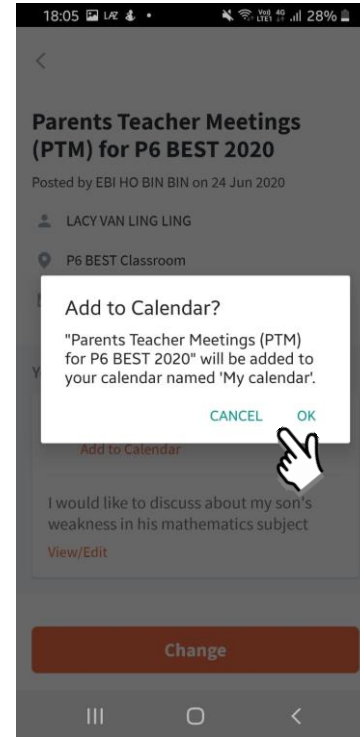 18:05 LAZ 28%
Parents Teacher Meetings
(PTM) for P6 BEST 2020
Posted by EBI HO BIN BIN on 24 Jun 2020
LACY VAN LING LING
P6 BEST Classroom
Add to Calendar?
"Parents Teacher Meetings (PTM)
for P6 BEST 2020" will be added to
your calendar named 'My calendar'.
CANCEL OK
Add to Calendar
I would like to discuss about my son's
weakness in his mathematics subject
View/Edit
Change